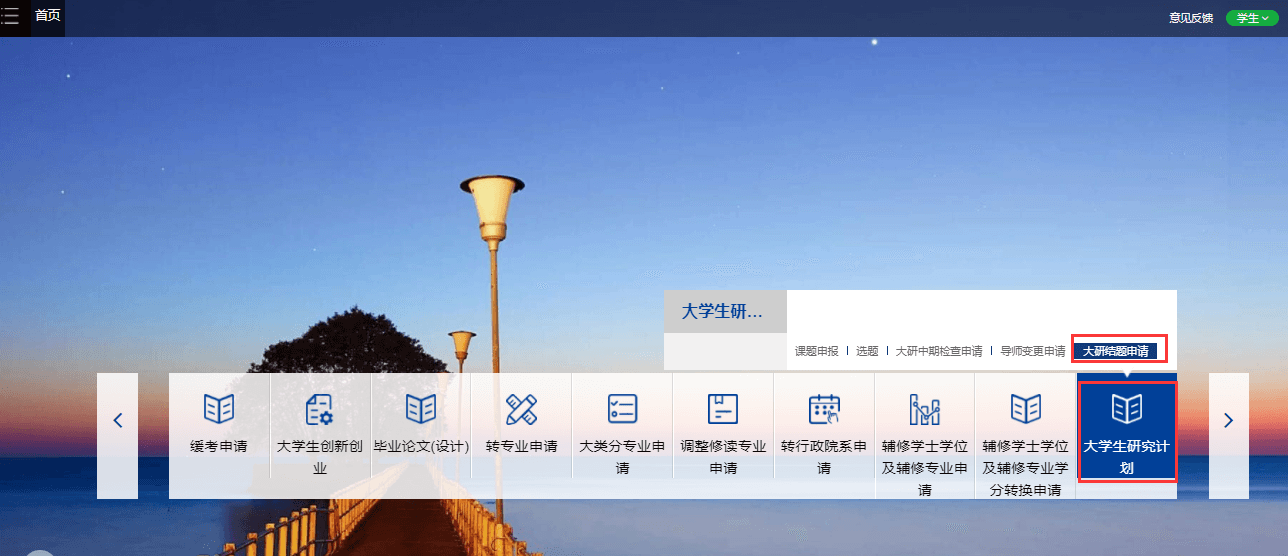 首页
意见反馈
学生
大学生研...
课题申报 | 选题 | 大研中期检查申请 | 导师变更申请 | 大研结题申请
缓考申请
大学生创新创
业
毕业论文(设计)
转专业申请
大类分专业申
请
调整修读专业
申请
转行政院系申
请
辅修学士学位
及辅修专业申
请
辅修学士学位
及辅修专业学
分转换申请
大学生研究计
划